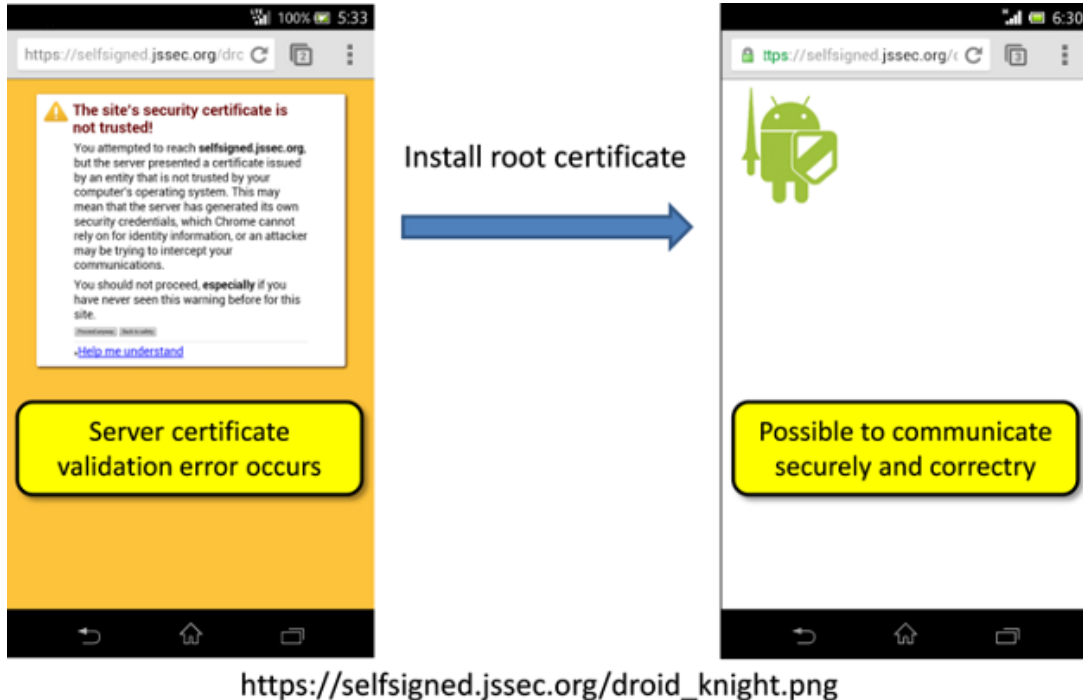 100% 5:33
https://selfsigned.jssec.org/drc
2
The site's security certificate is
not trusted!
You attempted to reach selfsigned.jssec.org,
but the server presented a certificate issued
by an entity that is not trusted by your
computer's operating system. This may
mean that the server has generated its own
security credentials, which Chrome cannot
rely on for identity information, or an attacker
may be trying to intercept your
communications.
You should not proceed, especially if you
have never seen this warning before for this
site.
Proceed anyway Back to safety
Help me understand
Server certificate
validation error occurs
Install root certificate
6:30
ttps://selfsigned.jssec.org/
3
Possible to communicate
securely and correctry
https://selfsigned.jssec.org/droid_knight.png